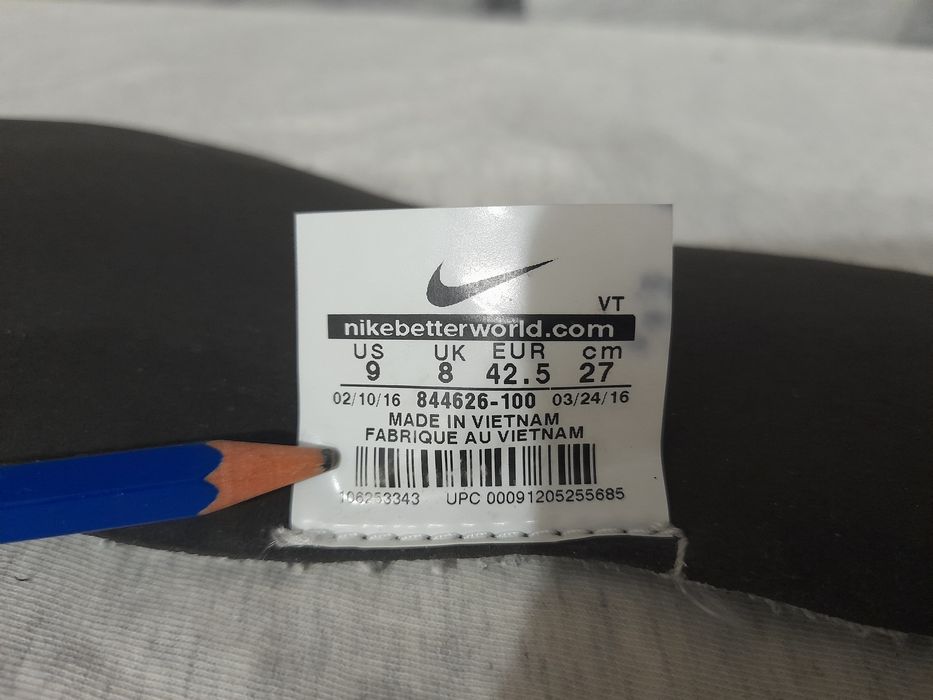 VT
nikebetterworld.com
US UK EUR cm
9 8 42.5 27
02/10/16 844626-100 03/24/16
MADE IN VIETNAM
FABRIQUE AU VIETNAM
106253343 UPC 00091205255685